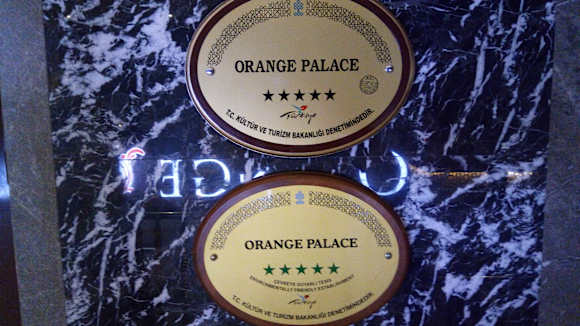 ORANGE PALACE
★★★★★
Türkiye
T.C. KÜLTÜR VE TURİZM BAKANLIĞI DENETİMİNDEDİR.
ORANGE PALACE
★★★★★
ÇEVREYE DUYARLI TESİS
ENVIRONMENTALLY FRIENDLY ESTABLISHMENT
Türkiye
T.C. KÜLTÜR VE TURİZM BAKANLIĞI DENETİMİNDEDİR.